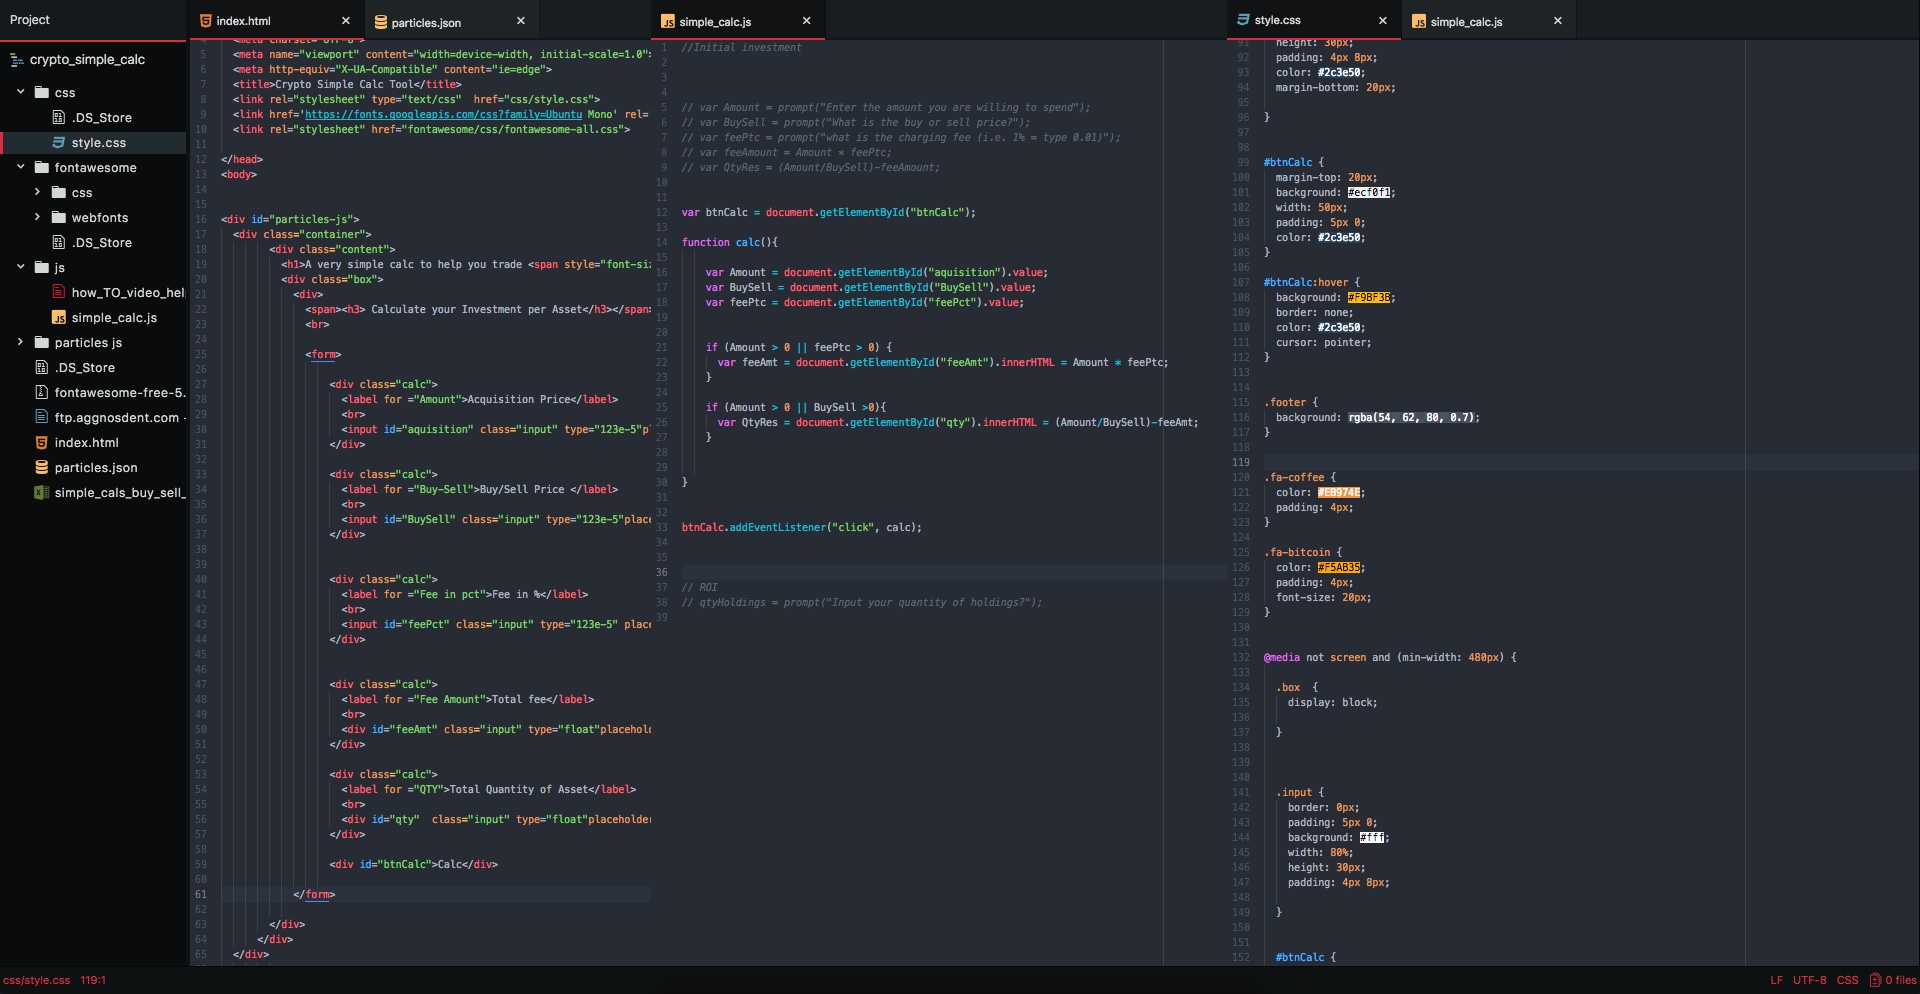 Project
crypto_simple_calc
css
.DS_Store
style.css
fontawesome
css
webfonts
.DS_Store
js
how_TO_video_hel
simple_calc.js
particles js
.DS_Store
fontawesome-free-5.
ftp.aggnosdent.com -
index.html
particles.json
simple_cals_buy_sell_
index.html
particles.json
5 <meta name="viewport" content="width=device-width, initial-scale=1.0"
6 <meta http-equiv="X-UA-Compatible" content="ie=edge">
7 <title>Crypto Simple Calc Tool</title>
8 <link rel="stylesheet" type="text/css"  href="css/style.css">
9 <link href='https://fonts.googleapis.com/css?family=Ubuntu Mono' rel='
10 <link rel="stylesheet" href="fontawesome/css/fontawesome-all.css">
11
12 </head>
13 <body>
14
15
16 <div id="particles-js">
17 <div class="container">
18 <div class="content">
19 <h1>A very simple calc to help you trade <span style="font-siz
20 <div class="box">
21 <div>
22 <span><h3> Calculate your Investment per Asset</h3></span>
23 <br>
24
25 <form>
26
27 <div class="calc">
28 <label for ="Amount">Acquisition Price</label>
29 <br>
30 <input id="aquisition" class="input" type="123e-5"pl
31 </div>
32
33 <div class="calc">
34 <label for ="Buy-Sell">Buy/Sell Price </label>
35 <br>
36 <input id="BuySell" class="input" type="123e-5"place
37 </div>
38
39
40 <div class="calc">
41 <label for ="Fee in pct">Fee in %</label>
42 <br>
43 <input id="feePct" class="input" type="123e-5" place
44 </div>
45
46
47 <div class="calc">
48 <label for ="Fee Amount">Total fee</label>
49 <br>
50 <div id="feeAmt" class="input" type="float"placehold
51 </div>
52
53 <div class="calc">
54 <label for ="QTY">Total Quantity of Asset</label>
55 <br>
56 <div id="qty"  class="input" type="float"placeholder
57 </div>
58
59 <div id="btnCalc">Calc</div>
60
61 </form>
62
63 </div>
64 </div>
65 </div>
simple_calc.js
1 //Initial investment
2
3
4
5 // var Amount = prompt("Enter the amount you are willing to spend");
6 // var BuySell = prompt("What is the buy or sell price?");
7 // var feePtc = prompt("what is the charging fee (i.e. 1% = type 0.01)");
8 // var feeAmount = Amount * feePtc;
9 // var QtyRes = (Amount/BuySell)-feeAmount;
10
11
12 var btnCalc = document.getElementById("btnCalc");
13
14 function calc(){
15
16 var Amount = document.getElementById("aquisition").value;
17 var BuySell = document.getElementById("BuySell").value;
18 var feePtc = document.getElementById("feePct").value;
19
20
21 if (Amount > 0 || feePtc > 0) {
22 var feeAmt = document.getElementById("feeAmt").innerHTML = Amount * feePtc;
23 }
24
25 if (Amount > 0 || BuySell >0){
26 var QtyRes = document.getElementById("qty").innerHTML = (Amount/BuySell)-feeAmt;
27 }
28
29
30 }
31
32
33 btnCalc.addEventListener("click", calc);
34
35
36
37 // ROI
38 // qtyHoldings = prompt("Input your quantity of holdings?");
39
style.css
simple_calc.js
91 height: 30px;
92 padding: 4px 8px;
93 color: #2c3e50;
94 margin-bottom: 20px;
95
96 }
97
98
99 #btnCalc {
100 margin-top: 20px;
101 background: #ecf0f1;
102 width: 50px;
103 padding: 5px 0;
104 color: #2c3e50;
105 }
106
107 #btnCalc:hover {
108 background: #F9BF3B;
109 border: none;
110 color: #2c3e50;
111 cursor: pointer;
112 }
113
114
115 .footer {
116 background: rgba(54, 62, 80, 0.7);
117 }
118
119
120 .fa-coffee {
121 color: #EB974E;
122 padding: 4px;
123 }
124
125 .fa-bitcoin {
126 color: #F5AB35;
127 padding: 4px;
128 font-size: 20px;
129 }
130
131
132 @media not screen and (min-width: 480px) {
133
134 .box  {
135 display: block;
136
137 }
138
139
140
141 .input {
142 border: 0px;
143 padding: 5px 0;
144 background: #fff;
145 width: 80%;
146 height: 30px;
147 padding: 4px 8px;
148
149 }
150
151
152 #btnCalc {
css/style.css 119:1
LF UTF-8 CSS 0 files